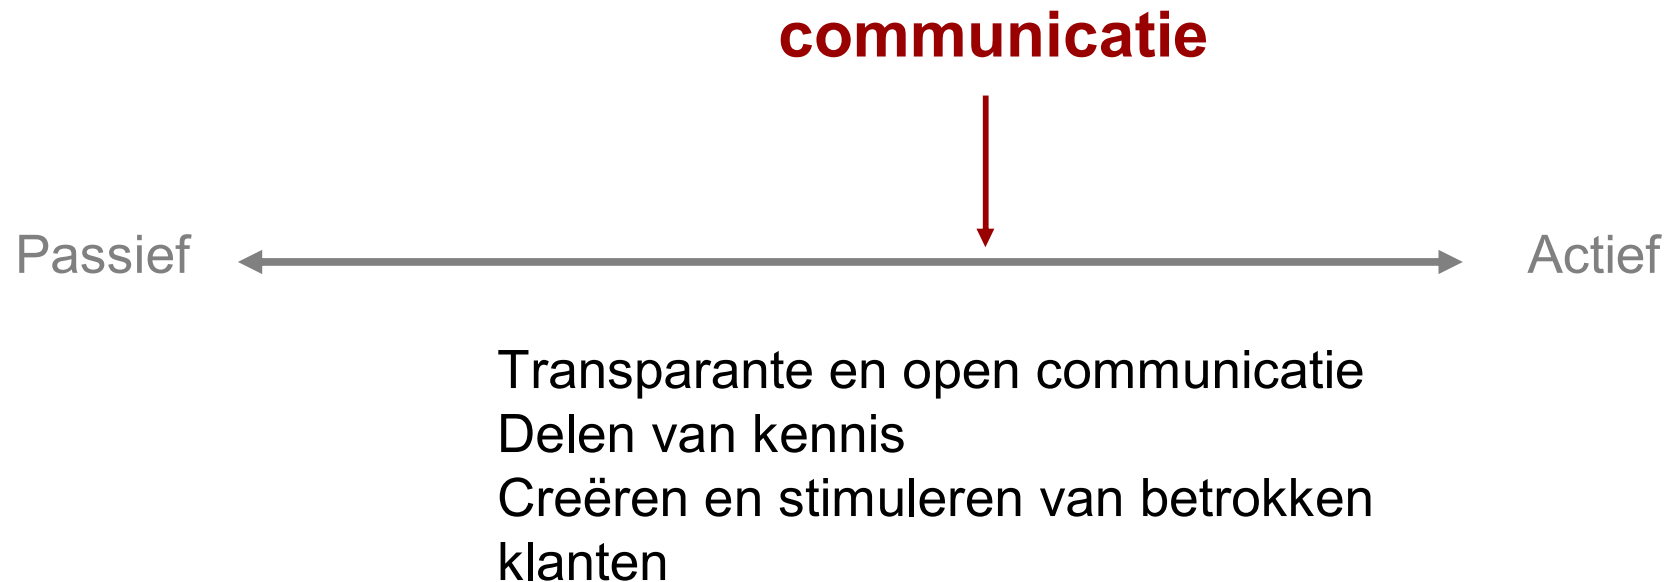 communicatie
Passief
Actief
Transparante en open communicatie
Delen van kennis
Creëren en stimuleren van betrokken
klanten